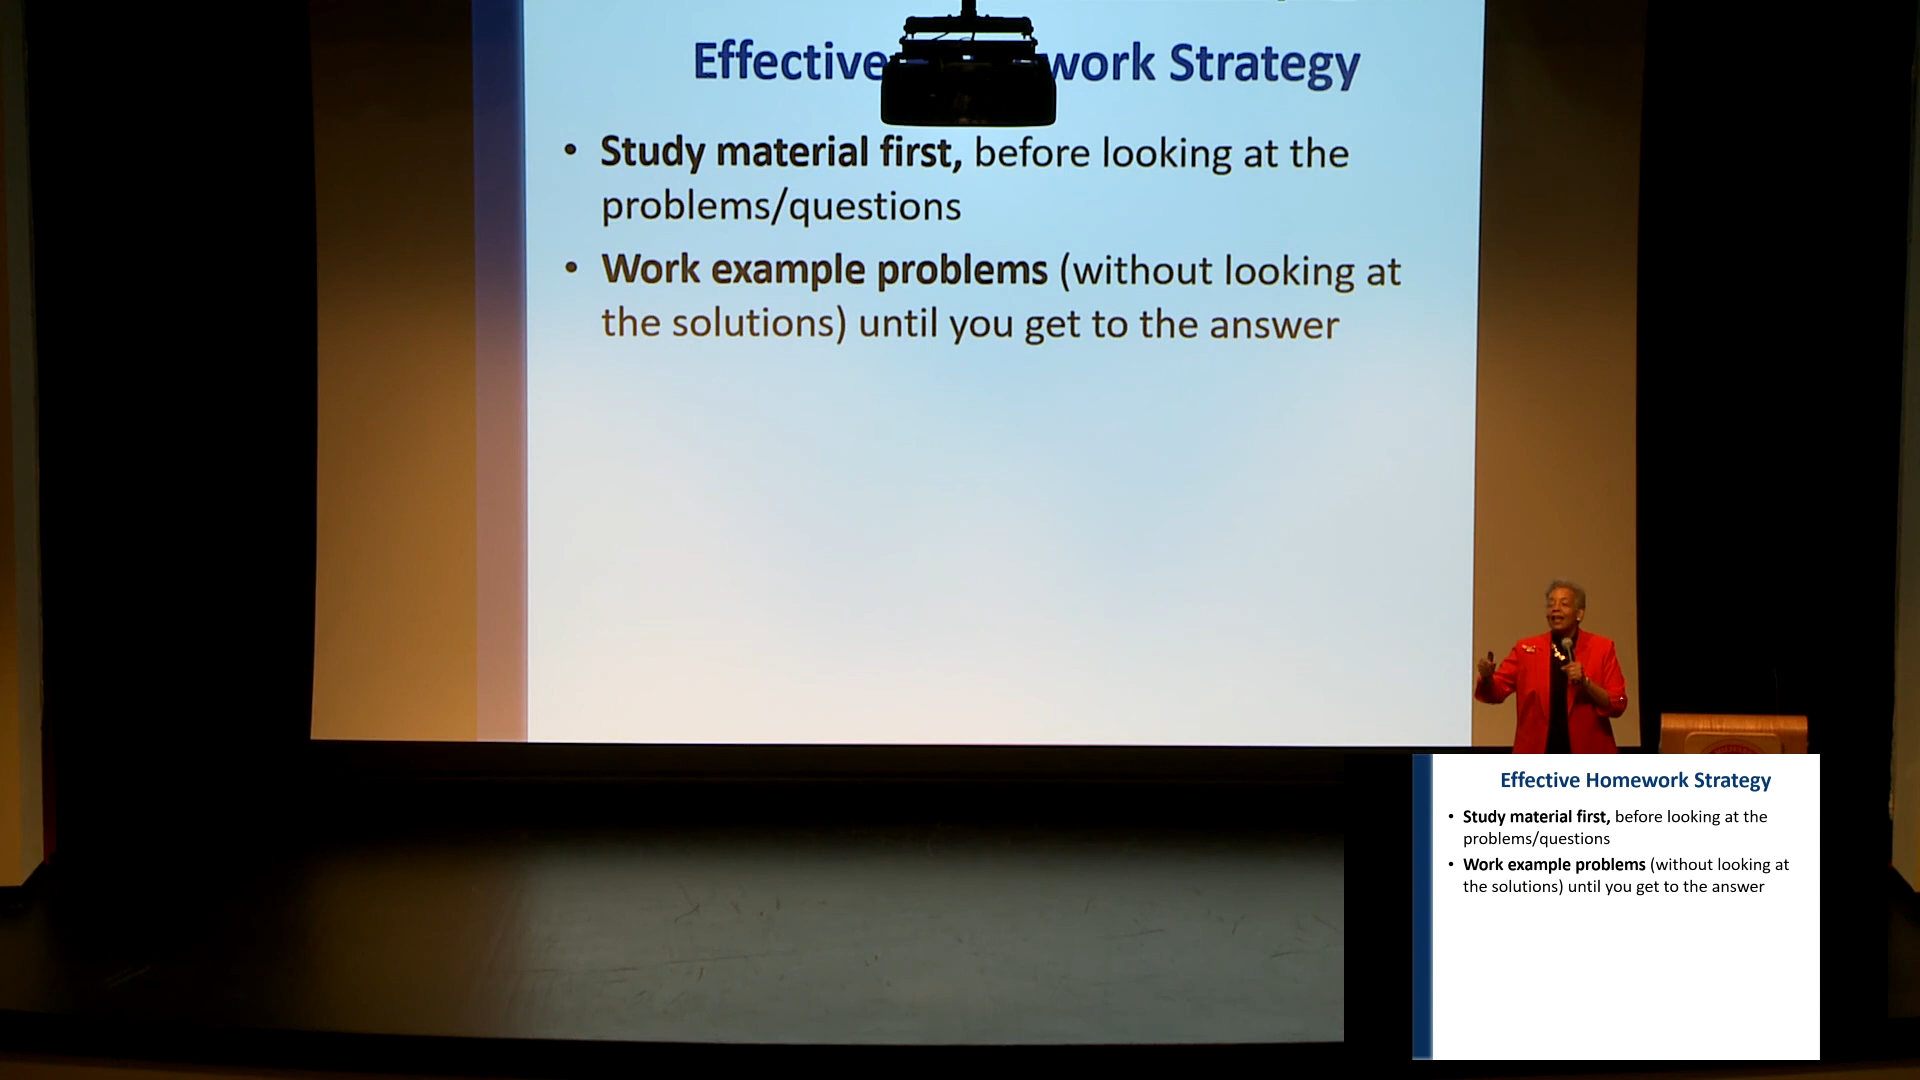 Effective work Strategy
• Study material first, before looking at the
problems/questions
• Work example problems (without looking at
the solutions) until you get to the answer
Effective Homework Strategy
• Study material first, before looking at the
problems/questions
• Work example problems (without looking at
the solutions) until you get to the answer